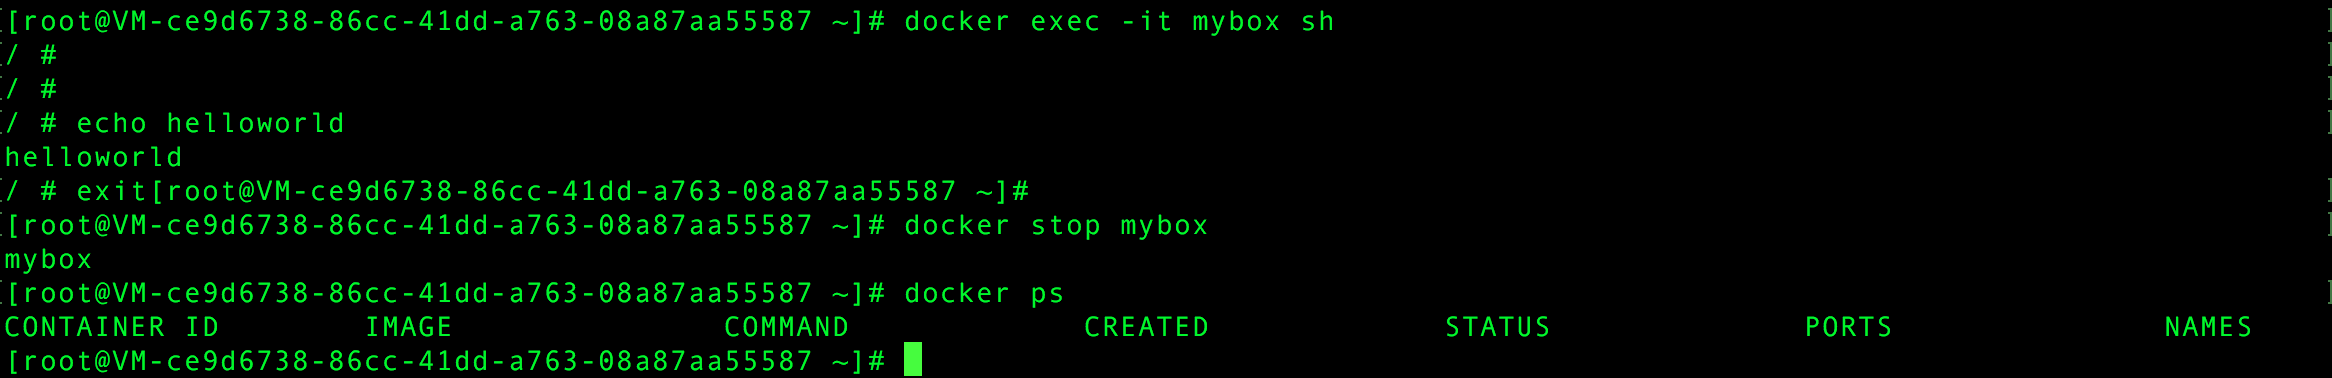 [root@VM-ce9d6738-86cc-41dd-a763-08a87aa55587 ~]# docker exec -it mybox sh
/ #
/ #
/ # echo helloworld
helloworld
/ # exit[root@VM-ce9d6738-86cc-41dd-a763-08a87aa55587 ~]#
[root@VM-ce9d6738-86cc-41dd-a763-08a87aa55587 ~]# docker stop mybox
mybox
[root@VM-ce9d6738-86cc-41dd-a763-08a87aa55587 ~]# docker ps
CONTAINER ID        IMAGE               COMMAND             CREATED             STATUS              PORTS               NAMES
[root@VM-ce9d6738-86cc-41dd-a763-08a87aa55587 ~]#